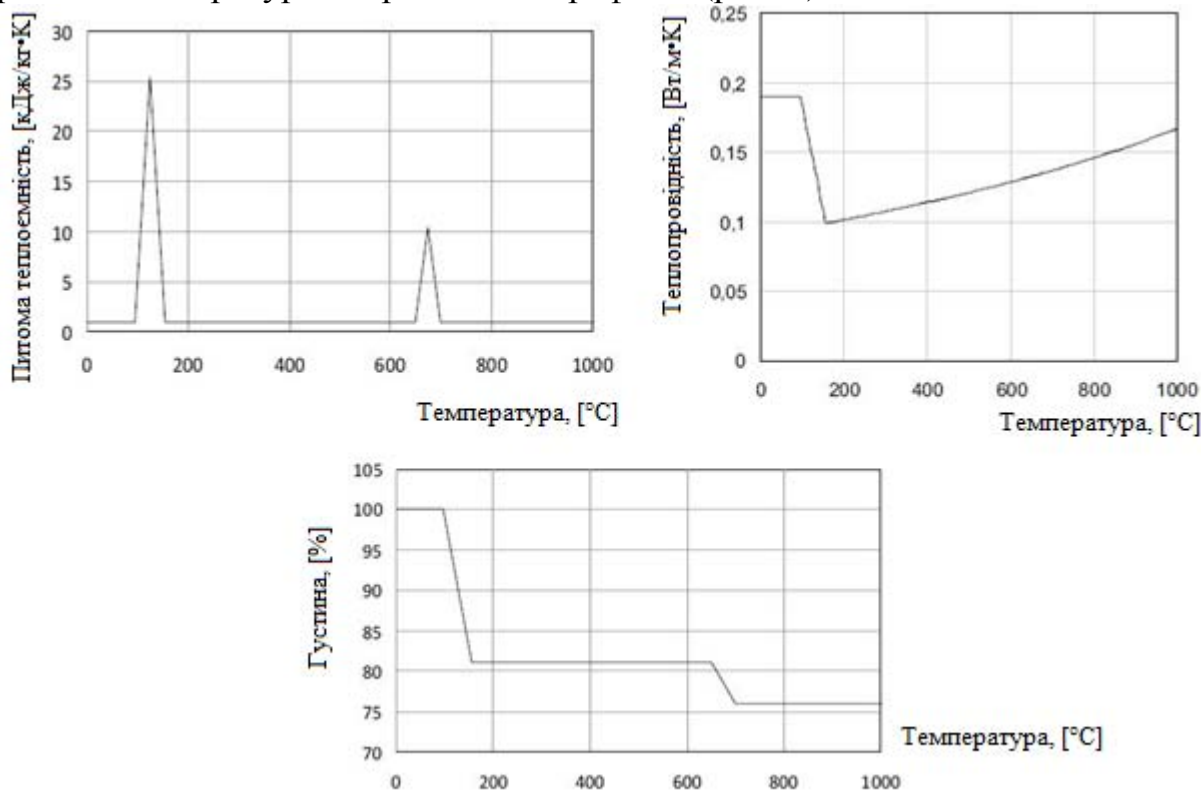 Питома теплоємність, [кДж/кг•К]
30
25
20
15
10
5
0
0 200 400 600 800 1000
Температура, [°C]
Теплопровідність, [Вт/м•К]
0,25
0,2
0,15
0,1
0,05
0
0 200 400 600 800 1000
Температура, [°C]
Густина, [%]
105
100
95
90
85
80
75
70
0 200 400 600 800 1000
Температура, [°C]